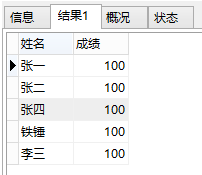 信息 结果1 概况 状态
姓名 成绩
张一 100
张二 100
张四 100
铁锤 100
李三 100